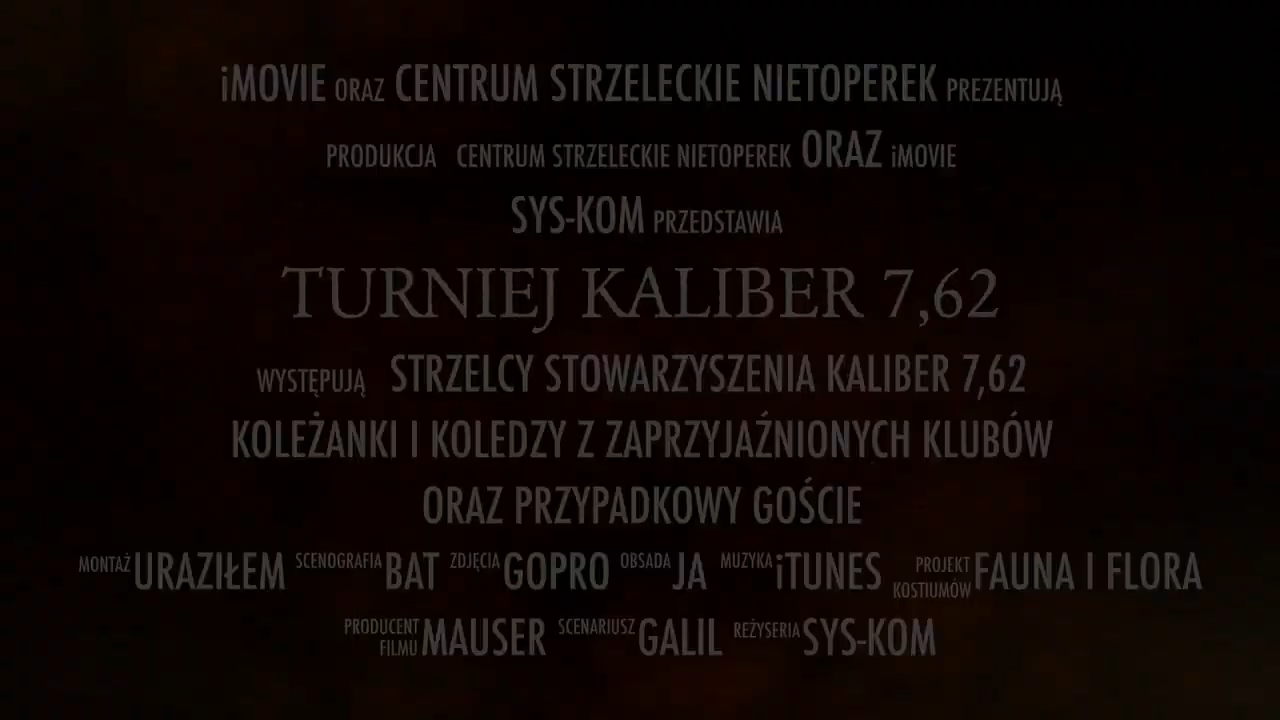 iMOVIE ORAZ CENTRUM STRZELECKIE NIETOPEREK PREZENTUJĄ
PRODUKCJA CENTRUM STRZELECKIE NIETOPEREK ORAZ iMOVIE
SYS-KOM PRZEDSTAWIA
TURNIEJ KALIBER 7,62
WYSTĘPUJĄ STRZELCY STOWARZYSZENIA KALIBER 7,62
KOLEŻANKI I KOLEDZY Z ZAPRZYJAŹNIONYCH KLUBÓW
ORAZ PRZYPADKOWY GOŚCIE
MONTAŻ URAZIŁEM SCENOGRAFIA BAT ZDJĘCIA GOPRO OBSADA JA MUZYKA iTUNES PROJEKT KOSTIUMÓW FAUNA I FLORA
PRODUCENT FILMU MAUSER SCENARIUSZ GALIL REŻYSERIA SYS-KOM